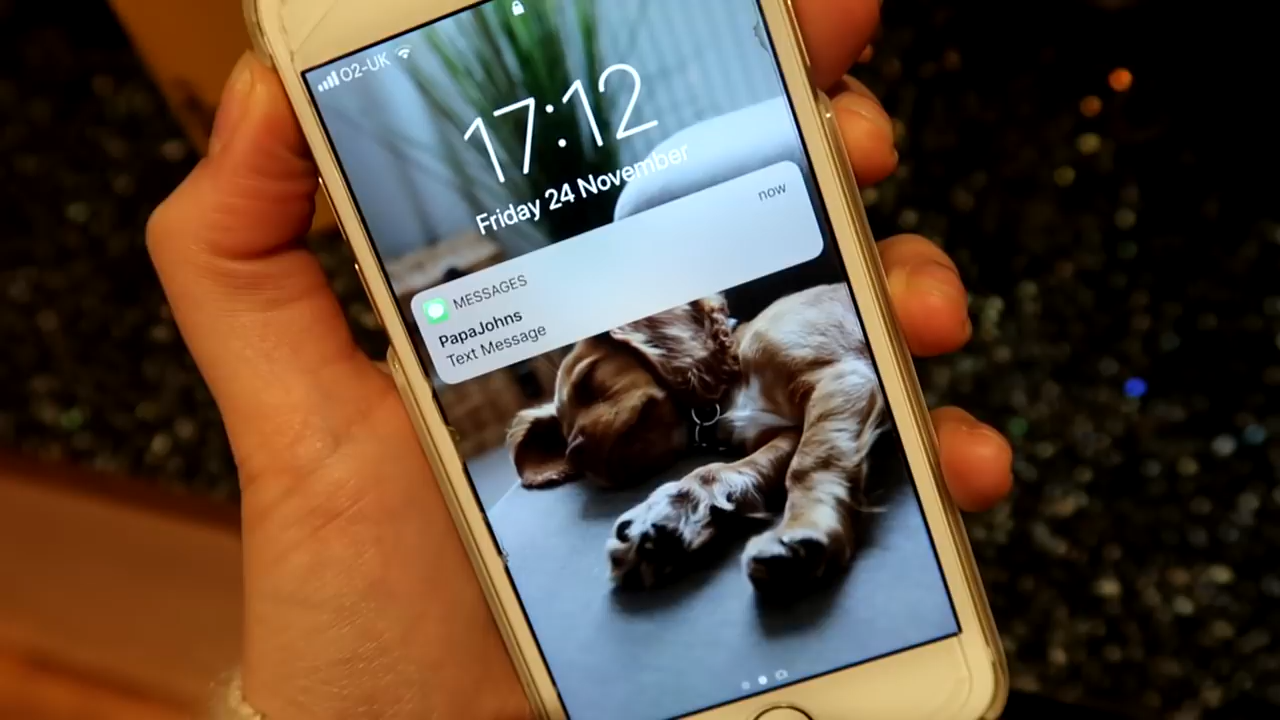 O2-UK
17:12
Friday 24 November
MESSAGES
now
PapaJohns
Text Message